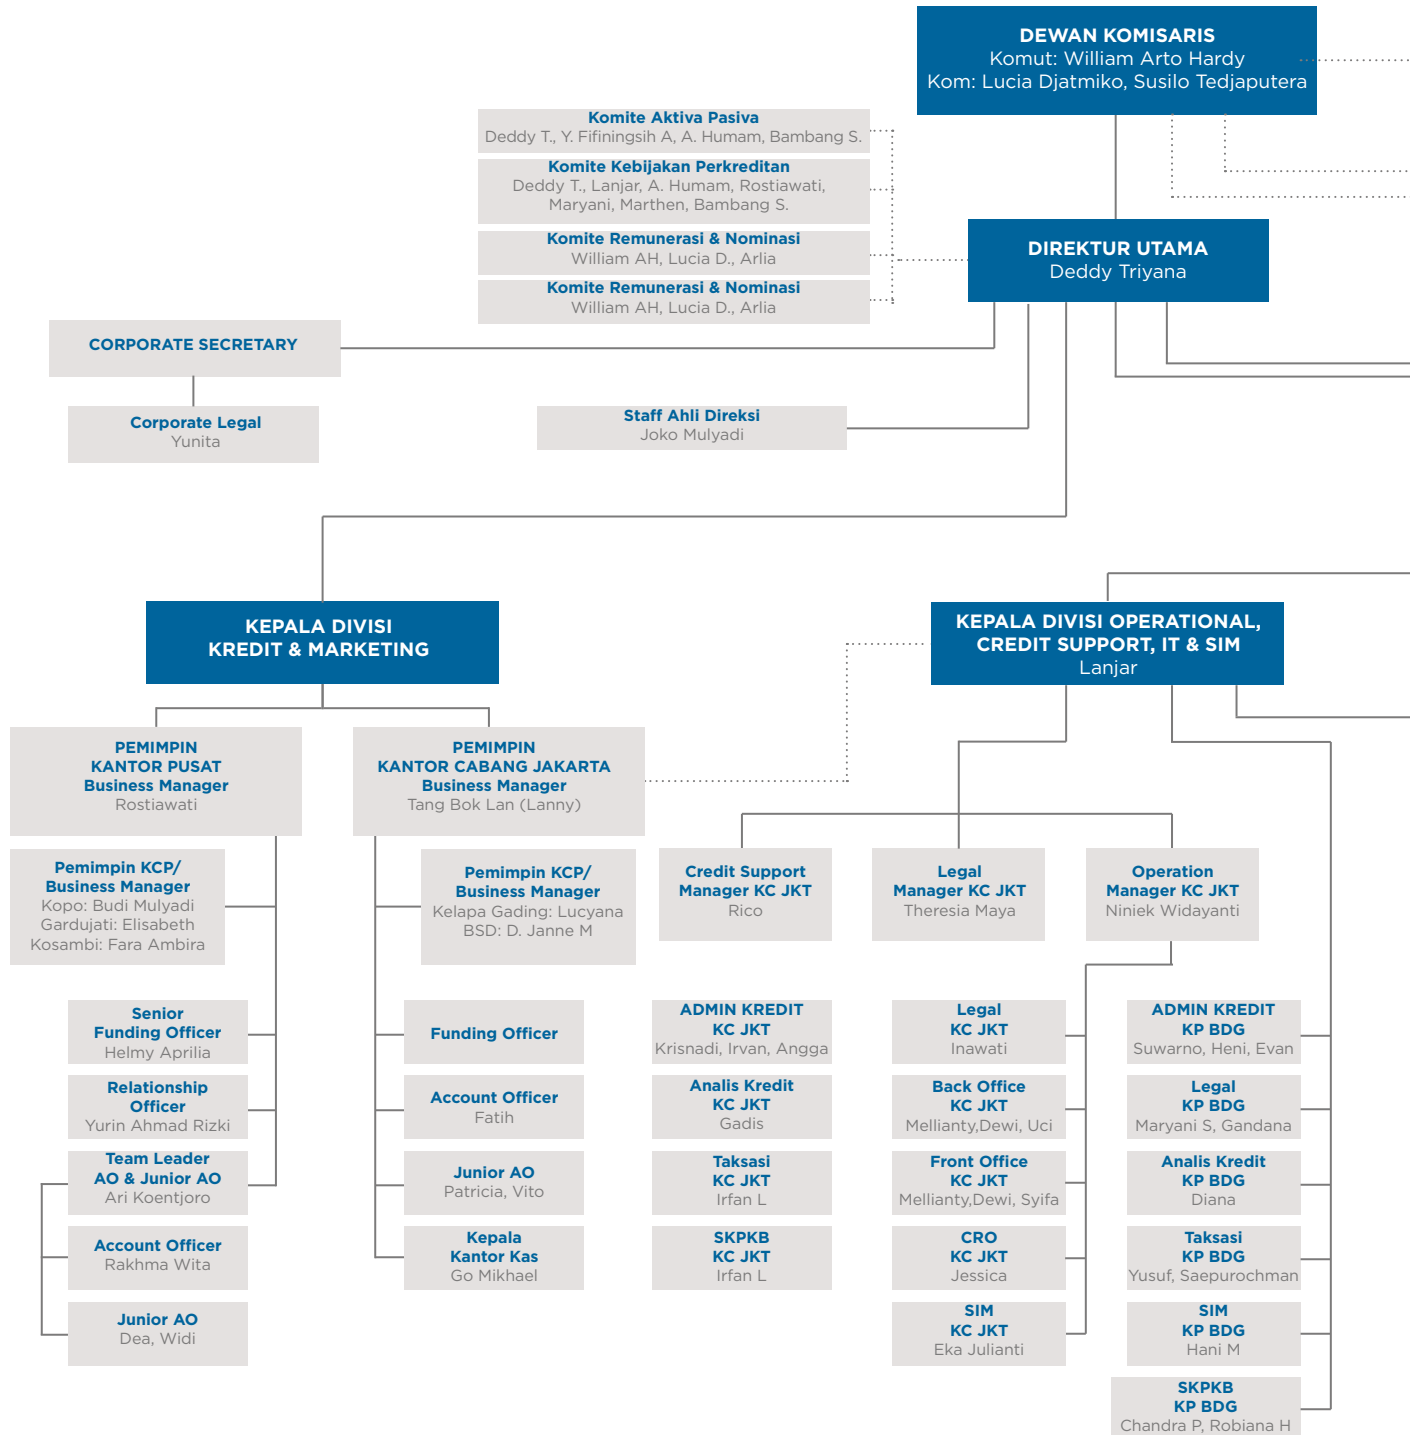 DEWAN KOMISARIS
Komut: William Arto Hardy
Kom: Lucia Djatmiko, Susilo Tedjaputera
Komite Aktiva Pasiva
Deddy T., Y. Fifiningsih A, A. Humam, Bambang S.
Komite Kebijakan Perkreditan
Deddy T., Lanjar, A. Humam, Rostiawati,
Maryani, Marthen, Bambang S.
Komite Remunerasi & Nominasi
William AH, Lucia D., Arlia
Komite Remunerasi & Nominasi
William AH, Lucia D., Arlia
DIREKTUR UTAMA
Deddy Triyana
CORPORATE SECRETARY
Corporate Legal
Yunita
Staff Ahli Direksi
Joko Mulyadi
KEPALA DIVISI
KREDIT & MARKETING
KEPALA DIVISI OPERATIONAL,
CREDIT SUPPORT, IT & SIM
Lanjar
PEMIMPIN
KANTOR PUSAT
Business Manager
Rostiawati
PEMIMPIN
KANTOR CABANG JAKARTA
Business Manager
Tang Bok Lan (Lanny)
Pemimpin KCP/
Business Manager
Kopo: Budi Mulyadi
Gardujati: Elisabeth
Kosambi: Fara Ambira
Pemimpin KCP/
Business Manager
Kelapa Gading: Lucyana
BSD: D. Janne M
Credit Support
Manager KC JKT
Rico
Legal
Manager KC JKT
Theresia Maya
Operation
Manager KC JKT
Niniek Widayanti
Senior
Funding Officer
Helmy Aprilia
Relationship
Officer
Yurin Ahmad Rizki
Team Leader
AO & Junior AO
Ari Koentjoro
Account Officer
Rakhma Wita
Junior AO
Dea, Widi
Funding Officer
Account Officer
Fatih
Junior AO
Patricia, Vito
Kepala
Kantor Kas
Go Mikhael
ADMIN KREDIT
KC JKT
Krisnadi, Irvan, Angga
Analis Kredit
KC JKT
Gadis
Taksasi
KC JKT
Irfan L
SKPKB
KC JKT
Irfan L
Legal
KC JKT
Inawati
Back Office
KC JKT
Mellianty,Dewi, Uci
Front Office
KC JKT
Mellianty,Dewi, Syifa
CRO
KC JKT
Jessica
SIM
KC JKT
Eka Julianti
ADMIN KREDIT
KP BDG
Suwarno, Heni, Evan
Legal
KP BDG
Maryani S, Gandana
Analis Kredit
KP BDG
Diana
Taksasi
KP BDG
Yusuf, Saepurochman
SIM
KP BDG
Hani M
SKPKB
KP BDG
Chandra P, Robiana H